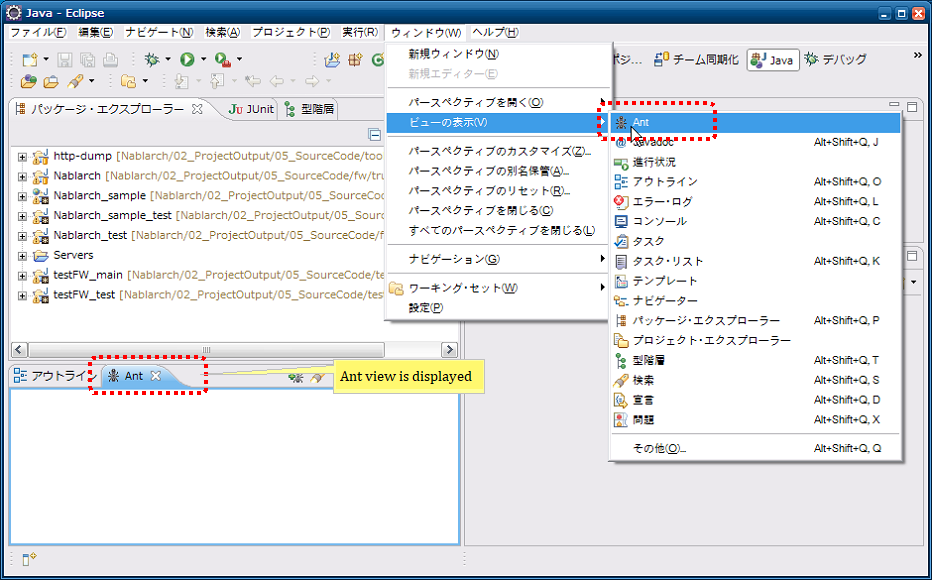 Java - Eclipse
ファイル(F) 編集(E) ナビゲート(N) 検索(A) プロジェクト(P) 実行(R) ウィンドウ(W) ヘルプ(H)
チーム同期化 Java デバッグ
パッケージ・エクスプローラー JUnit 型階層
http-dump [Nablarch/02_ProjectOutput/05_SourceCode/too
Nablarch [Nablarch/02_ProjectOutput/05_SourceCode/fw/tru
Nablarch_sample [Nablarch/02_ProjectOutput/05_SourceCode/
Nablarch_sample_test [Nablarch/02_ProjectOutput/05_Source
Nablarch_test [Nablarch/02_ProjectOutput/05_SourceCode/f
Servers
testFW_main [Nablarch/02_ProjectOutput/05_SourceCode/te
testFW_test [Nablarch/02_ProjectOutput/05_SourceCode/test
新規ウィンドウ(N)
新規エディター(E)
パースペクティブを開く(O)
ビューの表示(V)
パースペクティブのカスタマイズ(Z)...
パースペクティブの別名保管(A)...
パースペクティブのリセット(R)...
パースペクティブを閉じる(C)
すべてのパースペクティブを閉じる(L)
ナビゲーション(G)
ワーキング・セット(W)
設定(P)
Ant
Javadoc Alt+Shift+Q, J
進行状況
アウトライン Alt+Shift+Q, O
エラー・ログ Alt+Shift+Q, L
コンソール Alt+Shift+Q, C
タスク
タスク・リスト Alt+Shift+Q, K
テンプレート
ナビゲーター
パッケージ・エクスプローラー Alt+Shift+Q, P
プロジェクト・エクスプローラー
型階層 Alt+Shift+Q, T
検索 Alt+Shift+Q, S
宣言 Alt+Shift+Q, D
問題 Alt+Shift+Q, X
その他(O)... Alt+Shift+Q, Q
アウトライン Ant
Ant view is displayed